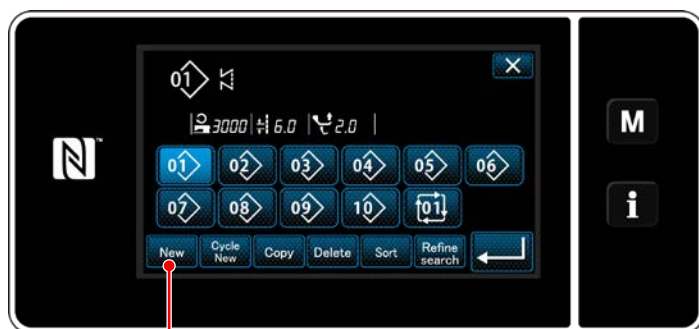 01
3000 6.0 2.0
01 02 03 04 05 06
07 08 09 10 01
New Cycle New Copy Delete Sort Refine search
N
M
i